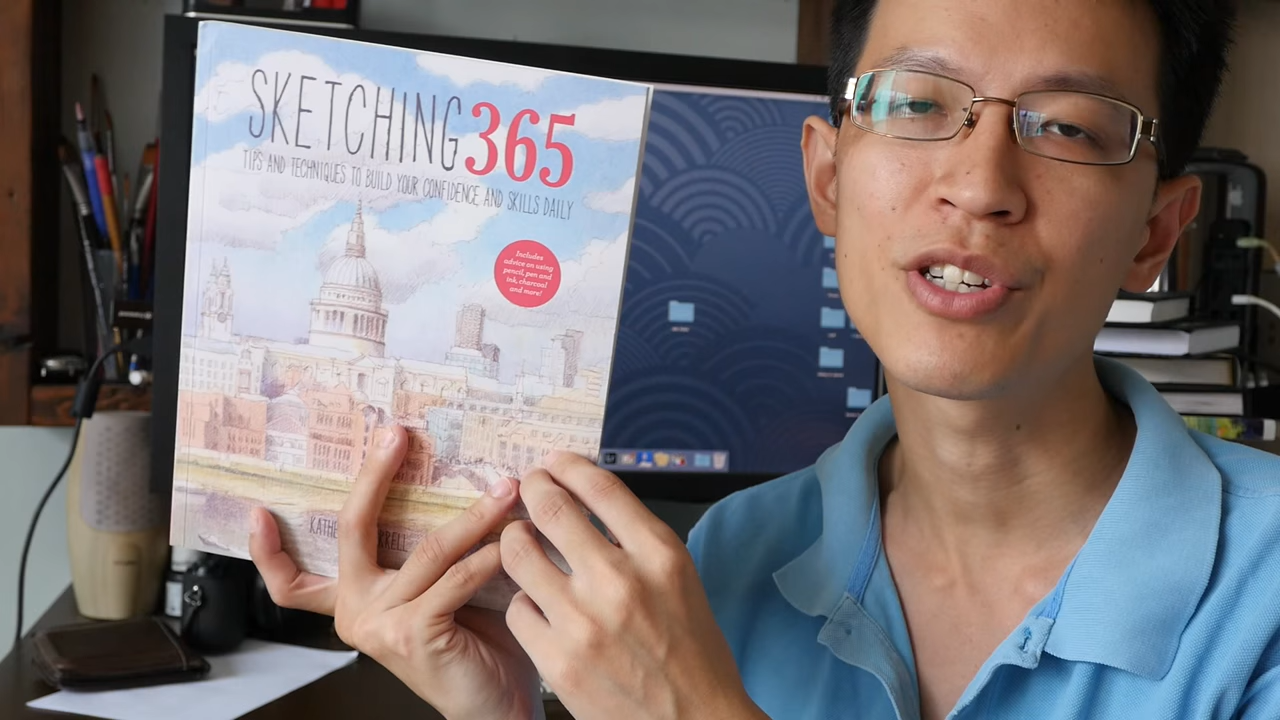 SKETCHING 365
TIPS AND TECHNIQUES TO BUILD YOUR CONFIDENCE AND SKILLS DAILY
Includes
advice on using
pencil, pen and
ink, charcoal
and more!